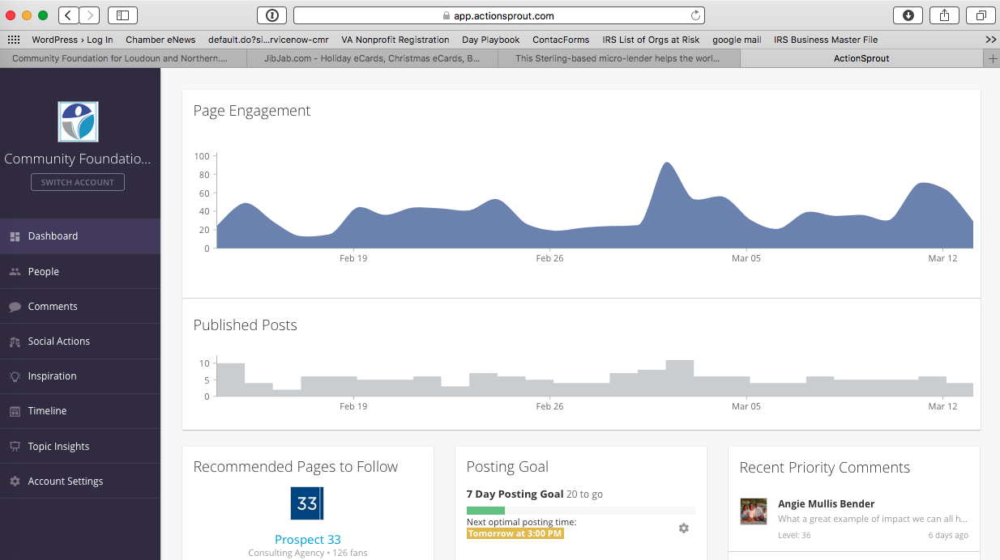 app.actionsprout.com
WordPress › Log In Chamber eNews default.do?si...rvicenow-cmr VA Nonprofit Registration Day Playbook ContacForms IRS List of Orgs at Risk google mail IRS Business Master File
Community Foundation for Loudoun and Northern.... JibJab.com - Holiday eCards, Christmas eCards, B... This Sterling-based micro-lender helps the worl... ActionSprout
Community Foundatio...
SWITCH ACCOUNT
Dashboard
People
Comments
Social Actions
Inspiration
Timeline
Topic Insights
Account Settings
Page Engagement
100
80
60
40
20
0
Feb 19 Feb 26 Mar 05 Mar 12
Published Posts
10
5
0
Feb 19 Feb 26 Mar 05 Mar 12
Recommended Pages to Follow
33
Prospect 33
Consulting Agency • 126 fans
Posting Goal
7 Day Posting Goal 20 to go
Next optimal posting time:
Tomorrow at 3:00 PM
Recent Priority Comments
Angie Mullis Bender
What a great example of impact we can all h...
Level: 36 6 days ago